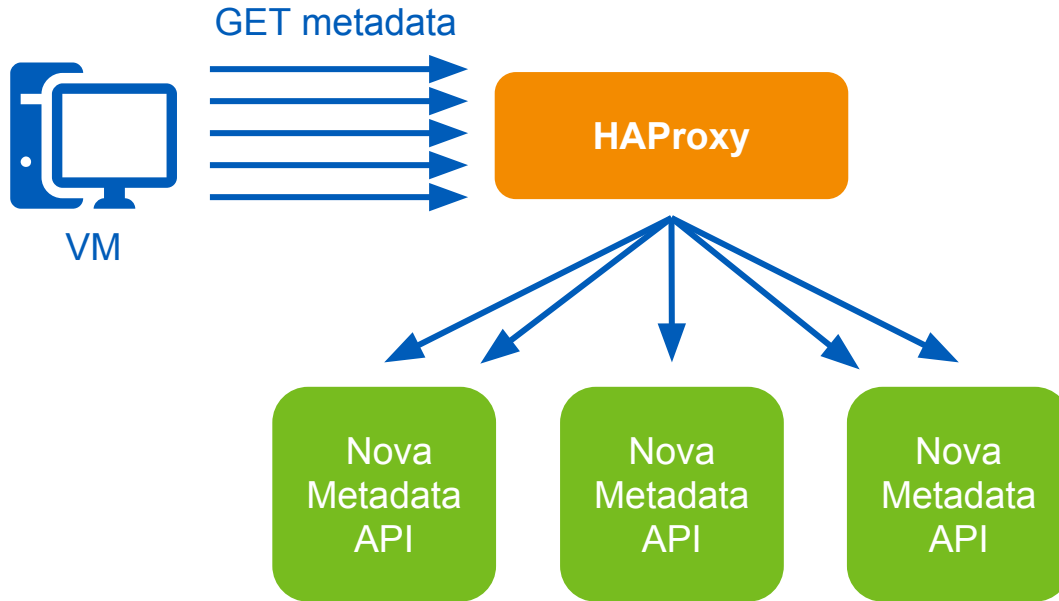 GET metadata
HAProxy
VM
Nova
Metadata
API
Nova
Metadata
API
Nova
Metadata
API